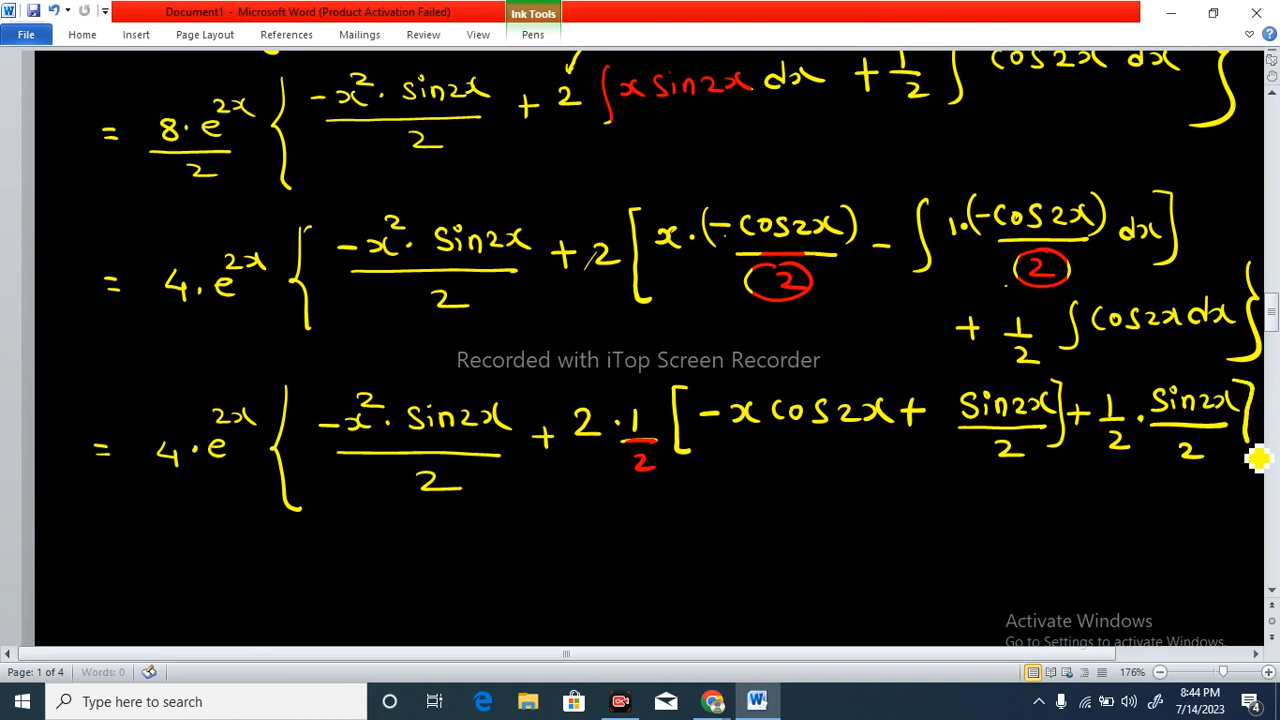 Document1 - Microsoft Word (Product Activation Failed)
Ink Tools
File Home Insert Page Layout References Mailings Review View Pens
= 8·e^{2x}/2 { -x²· sin2x/2 + 2 ∫ x sin2x dx + 1/2 ∫ cos2x dx }
= 4·e^{2x} { -x²· sin2x/2 + 2 [ x·(-cos2x)/2 - ∫ 1·(-cos2x)/2 dx ]
+ 1/2 ∫ cos2x dx }
Recorded with iTop Screen Recorder
= 4·e^{2x} { -x²· sin2x/2 + 2·1/2 [ -x cos2x + sin2x/2 ] + 1/2 · sin2x/2 }
Activate Windows
Go to Settings to activate Windows.
Page: 1 of 4 Words: 0 176%
Type here to search
8:44 PM
7/14/2023
4